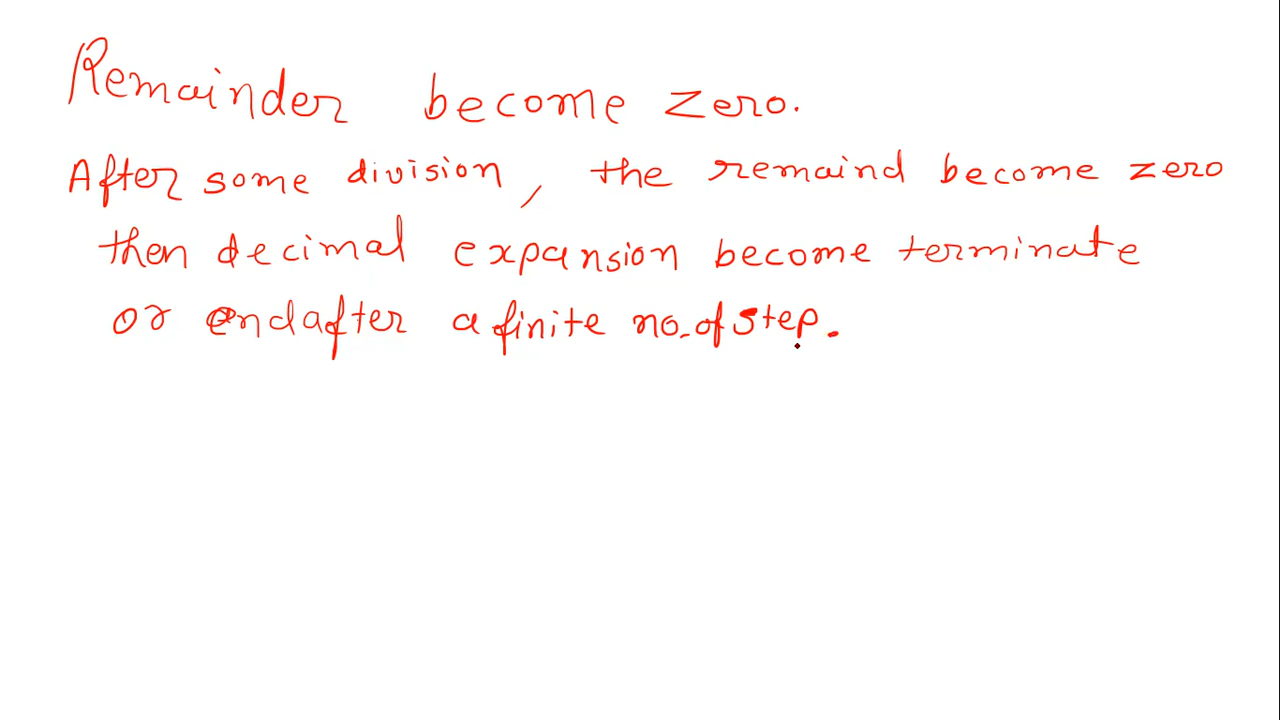 Remainder become zero.
After some division, the remaind become zero
then decimal expansion become terminate
or end after a finite no. of step.